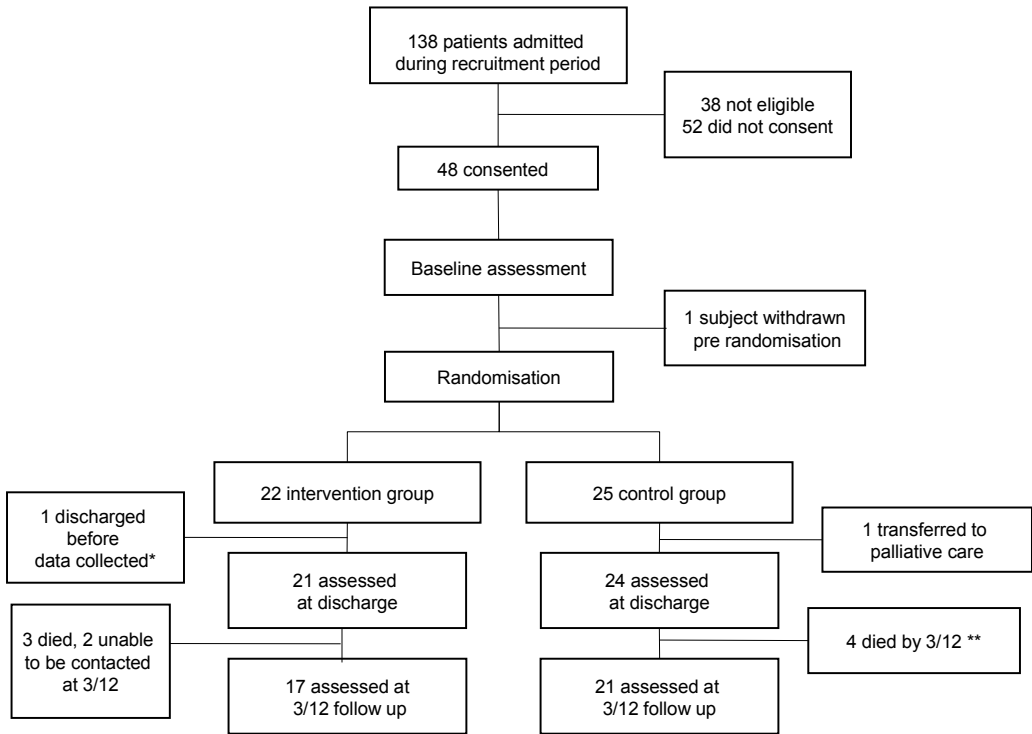 138 patients admitted
during recruitment period
38 not eligible
52 did not consent
48 consented
Baseline assessment
1 subject withdrawn
pre randomisation
Randomisation
22 intervention group
25 control group
1 discharged
before
data collected*
1 transferred to
palliative care
21 assessed
at discharge
24 assessed
at discharge
3 died, 2 unable
to be contacted
at 3/12
4 died by 3/12 **
17 assessed at
3/12 follow up
21 assessed at
3/12 follow up